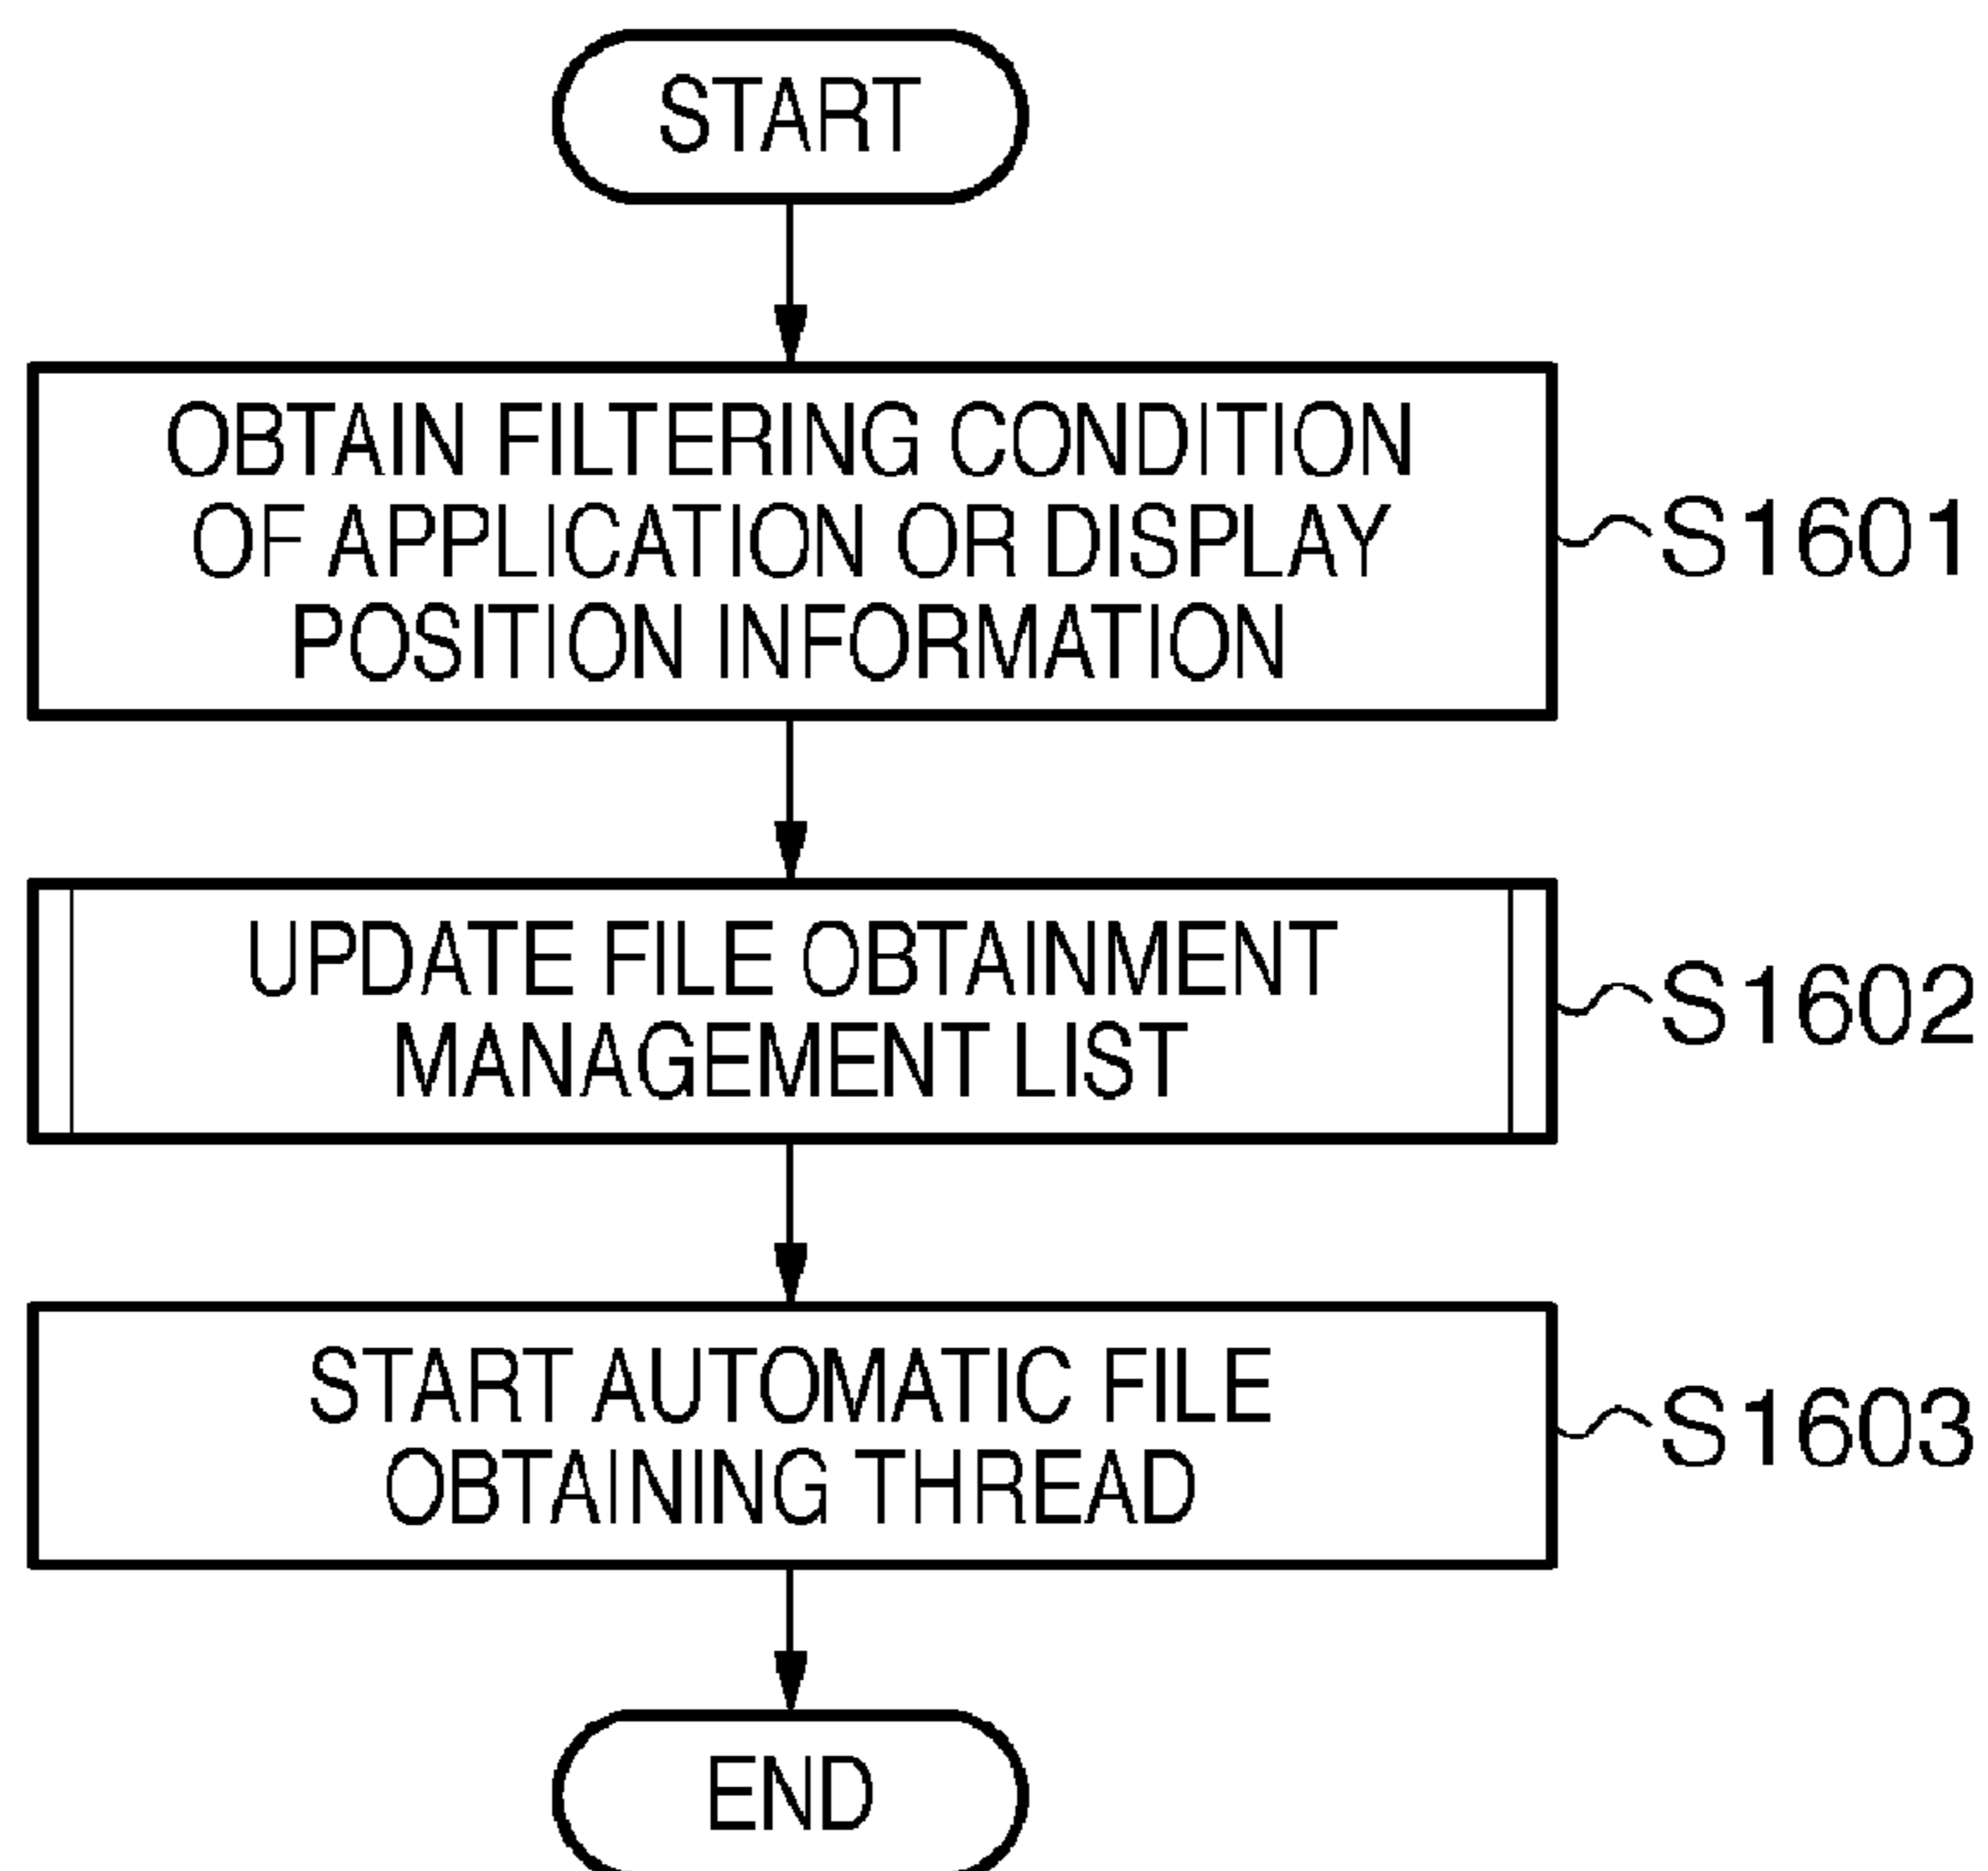 START
OBTAIN FILTERING CONDITION
OF APPLICATION OR DISPLAY
POSITION INFORMATION
S1601
UPDATE FILE OBTAINMENT
MANAGEMENT LIST
S1602
START AUTOMATIC FILE
OBTAINING THREAD
S1603
END